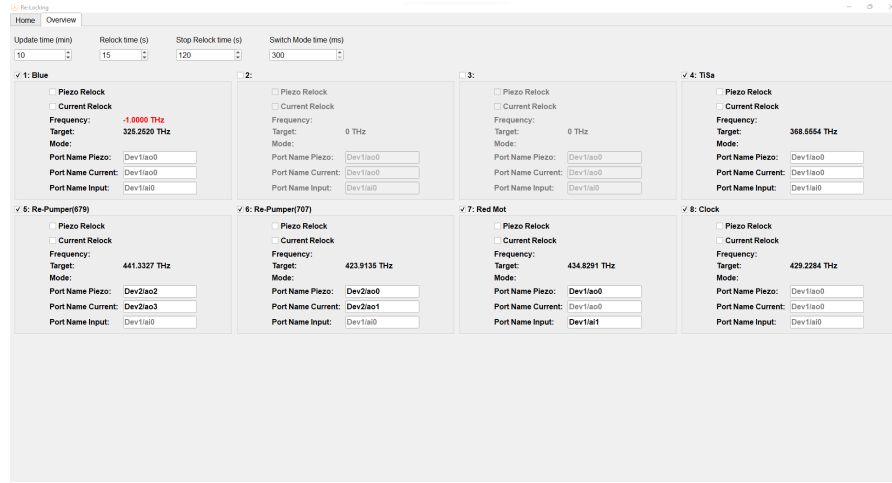 Re-Locking
Home Overview
Update time (min) Relock time (s) Stop Relock time (s) Switch Mode time (ms)
10 15 120 300
1: Blue 2: 3: 4: TiSa
Piezo Relock Piezo Relock Piezo Relock Piezo Relock
Current Relock Current Relock Current Relock Current Relock
Frequency: -1.0000 THz Frequency: Frequency: Frequency:
Target: 325.2520 THz Target: 0 THz Target: 0 THz Target: 368.5554 THz
Mode: Mode: Mode: Mode:
Port Name Piezo: Dev1/ao0 Port Name Piezo: Dev1/ao0 Port Name Piezo: Dev1/ao0 Port Name Piezo: Dev1/ao0
Port Name Current: Dev1/ao0 Port Name Current: Dev1/ao0 Port Name Current: Dev1/ao0 Port Name Current: Dev1/ao0
Port Name Input: Dev1/ai0 Port Name Input: Dev1/ai0 Port Name Input: Dev1/ai0 Port Name Input: Dev1/ai0
5: Re-Pumper(679) 6: Re-Pumper(707) 7: Red Mot 8: Clock
Piezo Relock Piezo Relock Piezo Relock Piezo Relock
Current Relock Current Relock Current Relock Current Relock
Frequency: Frequency: Frequency: Frequency:
Target: 441.3327 THz Target: 423.9135 THz Target: 434.8291 THz Target: 429.2284 THz
Mode: Mode: Mode: Mode:
Port Name Piezo: Dev2/ao2 Port Name Piezo: Dev2/ao0 Port Name Piezo: Dev1/ao0 Port Name Piezo: Dev1/ao0
Port Name Current: Dev2/ao3 Port Name Current: Dev2/ao1 Port Name Current: Dev1/ao0 Port Name Current: Dev1/ao0
Port Name Input: Dev1/ai0 Port Name Input: Dev1/ai0 Port Name Input: Dev1/ai1 Port Name Input: Dev1/ai0